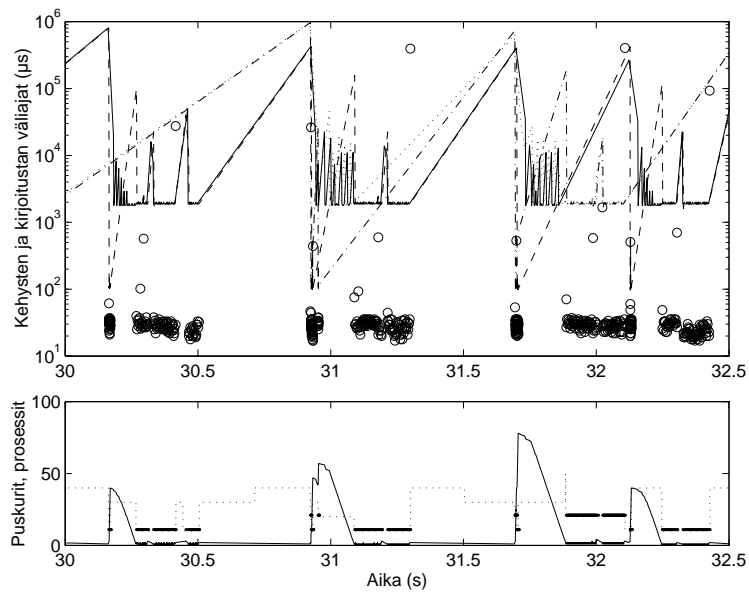 10^6
10^5
10^4
10^3
10^2
10^1
Kehysten ja kirjoitustan väliajat (µs)
30 30.5 31 31.5 32 32.5
100
50
0
Puskurit, prosessit
30 30.5 31 31.5 32 32.5
Aika (s)